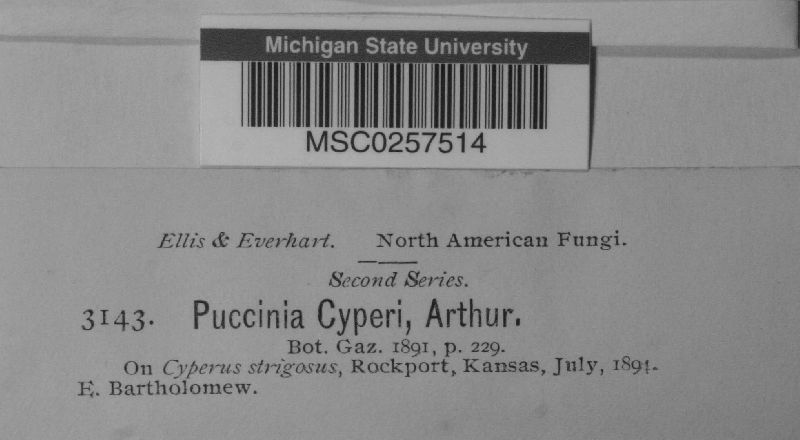 Michigan State University
MSC0257514
Ellis & Everhart. North American Fungi.
Second Series.
3143. Puccinia Cyperi, Arthur.
Bot. Gaz. 1891, p. 229.
On Cyperus strigosus, Rockport, Kansas, July, 1894.
E. Bartholomew.